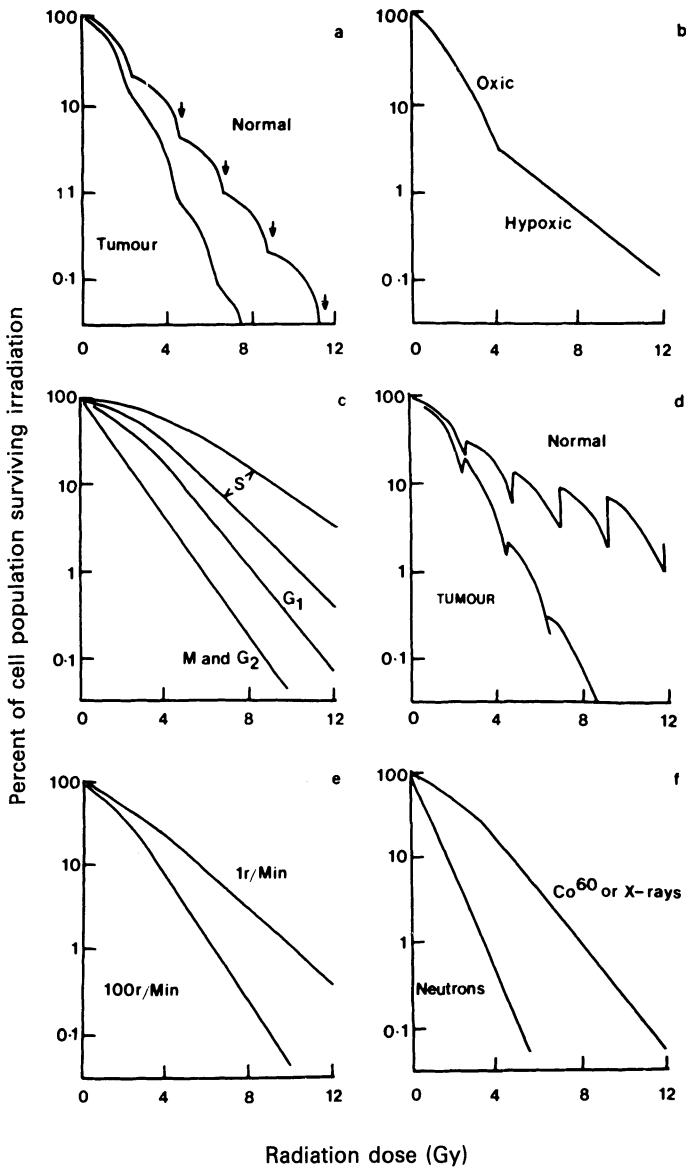 Percent of cell population surviving irradiation
100
10
11
0·1
0 4 8 12
a
Normal
Tumour
100
10
1
0·1
0 4 8 12
b
Oxic
Hypoxic
100
10
1
0·1
0 4 8 12
c
S
G1
M and G2
100
10
1
0·1
0 4 8 12
d
Normal
TUMOUR
100
10
1
0·1
0 4 8 12
e
1r/Min
100r/Min
100
10
1
0·1
0 4 8 12
f
Co60 or X-rays
Neutrons
Radiation dose (Gy)